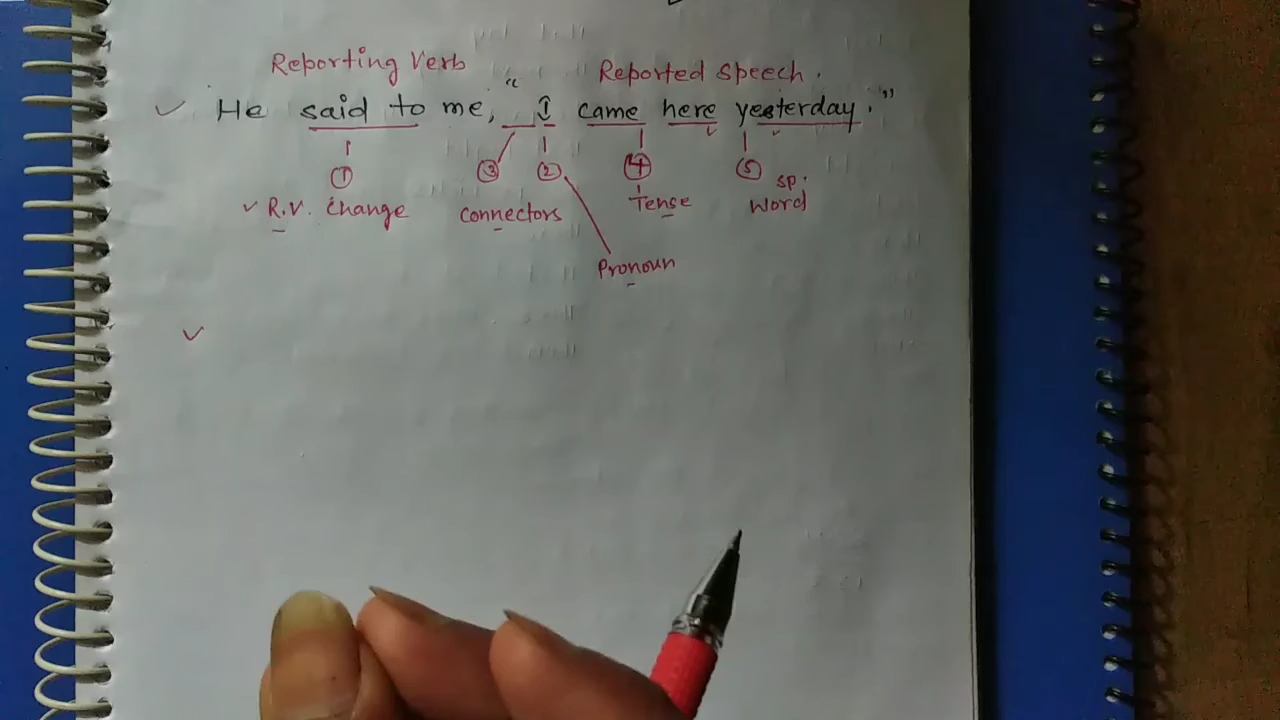 Reporting Verb Reported Speech.
✓ He said to me, “ I came here yesterday.”
① ③ ② ④ ⑤ sp.
✓ R.V. Change connectors Tense word
Pronoun
✓